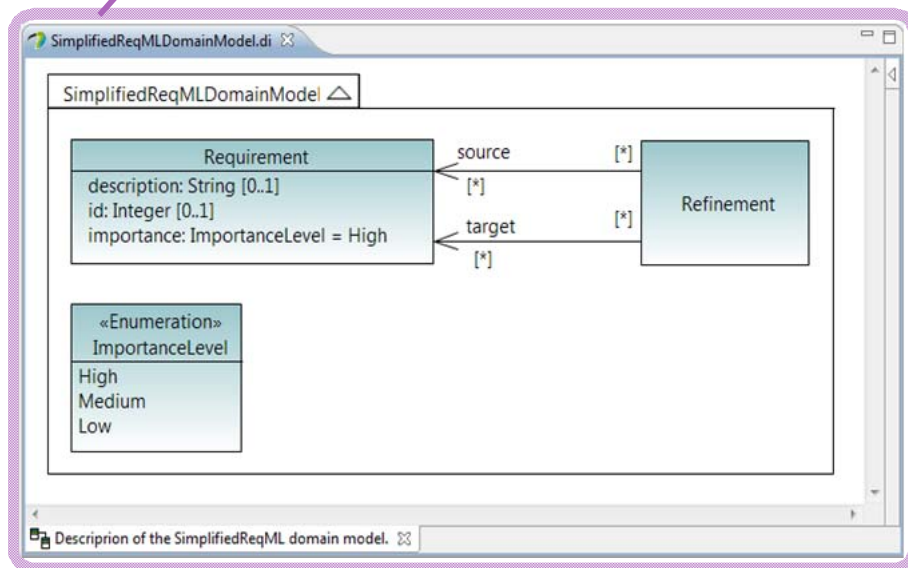 SimplifiedReqMLDomainModel.di
SimplifiedReqMLDomainModel
Requirement
description: String [0..1]
id: Integer [0..1]
importance: ImportanceLevel = High
source
[*]
[*]
target
[*]
[*]
Refinement
«Enumeration»
ImportanceLevel
High
Medium
Low
Descriprion of the SimplifiedReqML domain model.